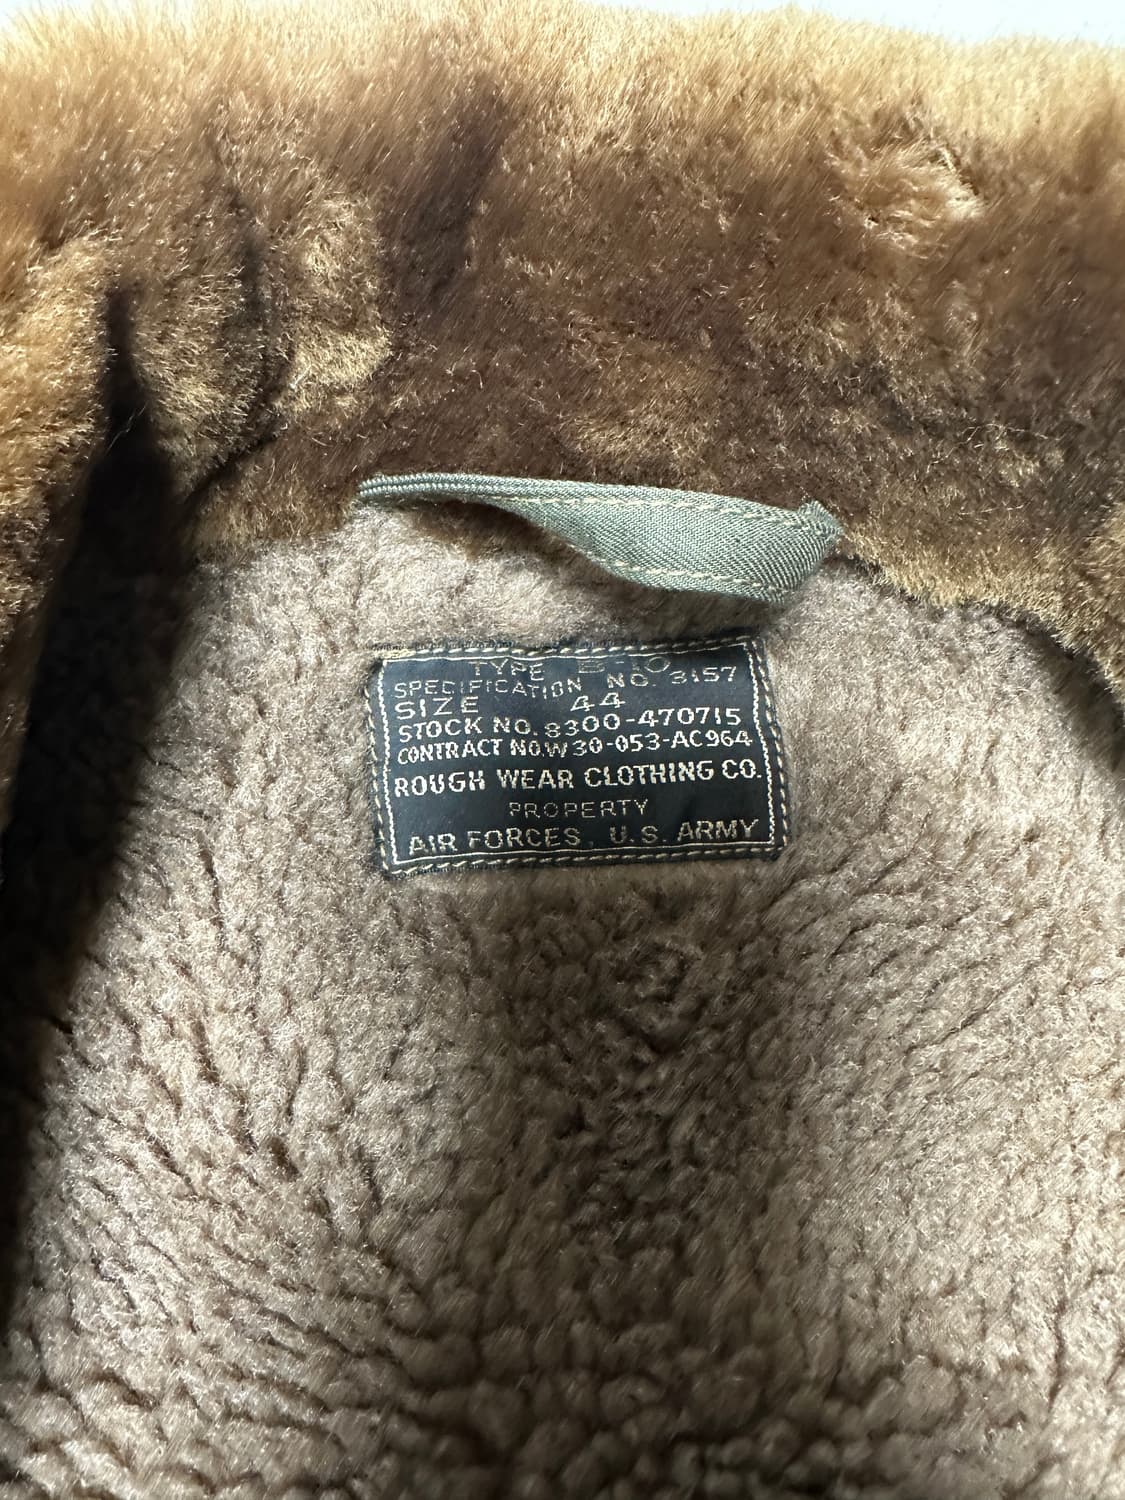 TYPE B-10
SPECIFICATION NO. 3157
SIZE 44
STOCK NO. 8300-470715
CONTRACT NO.W 30-053-AC964
ROUGH WEAR CLOTHING CO.
PROPERTY
AIR FORCES, U.S. ARMY